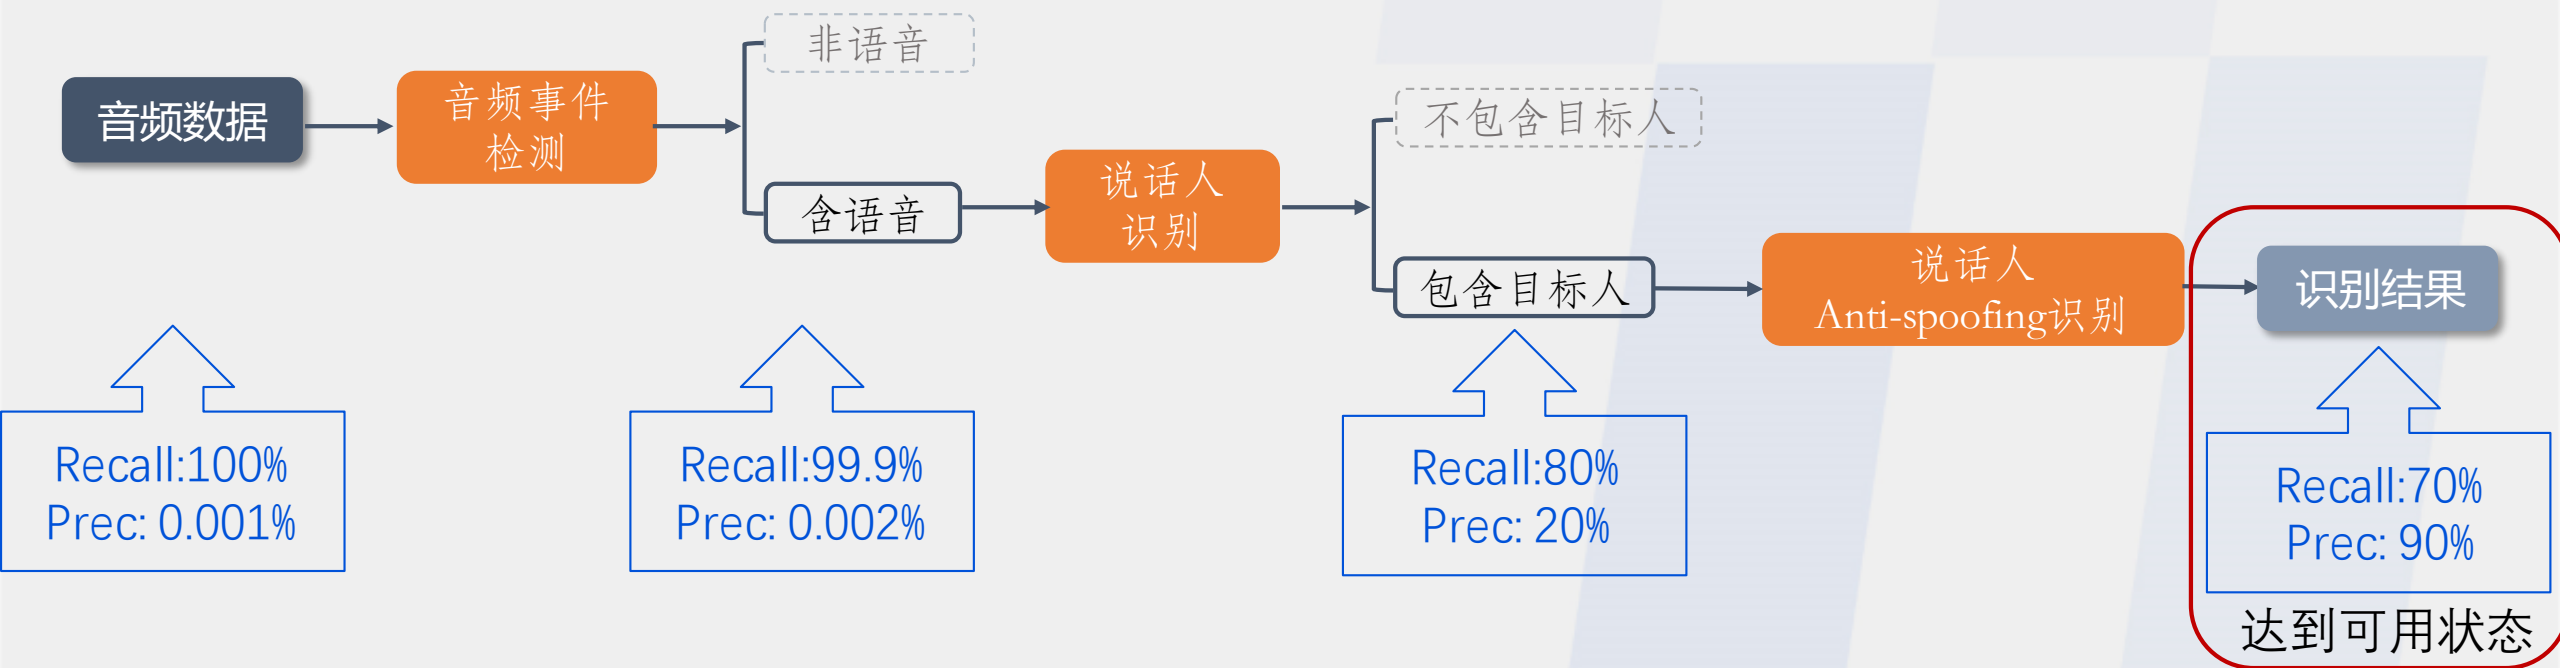 音频数据
音频事件
检测
非语音
含语音
说话人
识别
不包含目标人
包含目标人
说话人
Anti-spoofing识别
识别结果
Recall:100%
Prec: 0.001%
Recall:99.9%
Prec: 0.002%
Recall:80%
Prec: 20%
Recall:70%
Prec: 90%
达到可用状态